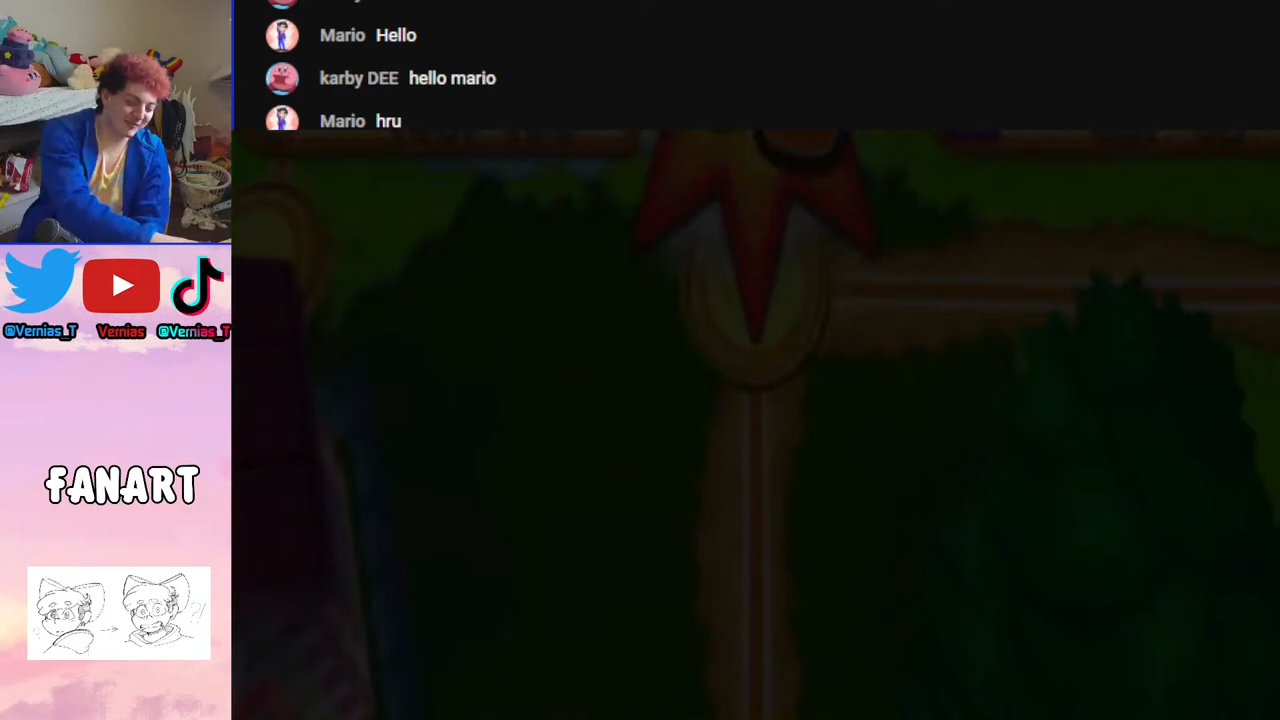 Mario Hello
karby DEE hello mario
Mario hru
@Vernias_T Vernias @Vernias_T
FANART
?!